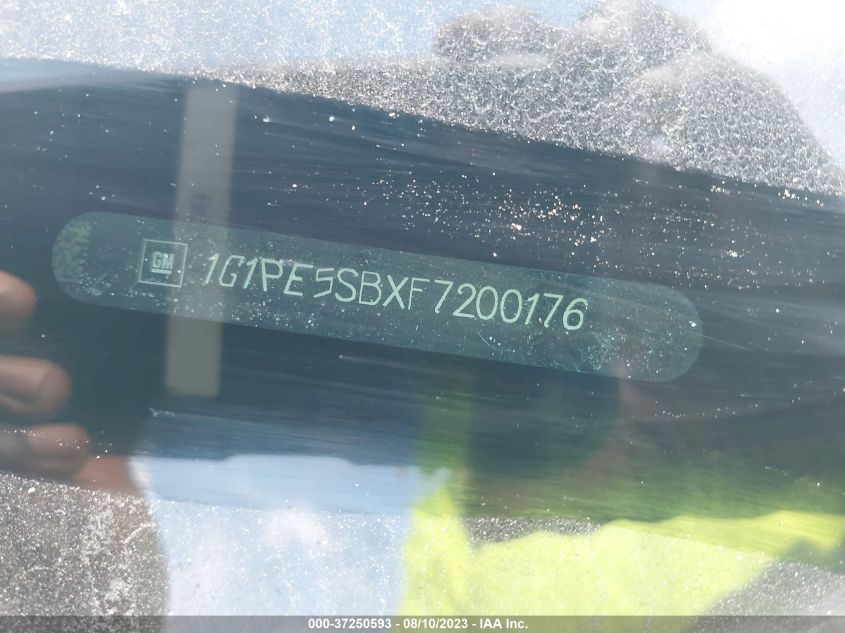 GM 1G1PE5SBXF7200176
000-37250593 - 08/10/2023 - IAA Inc.